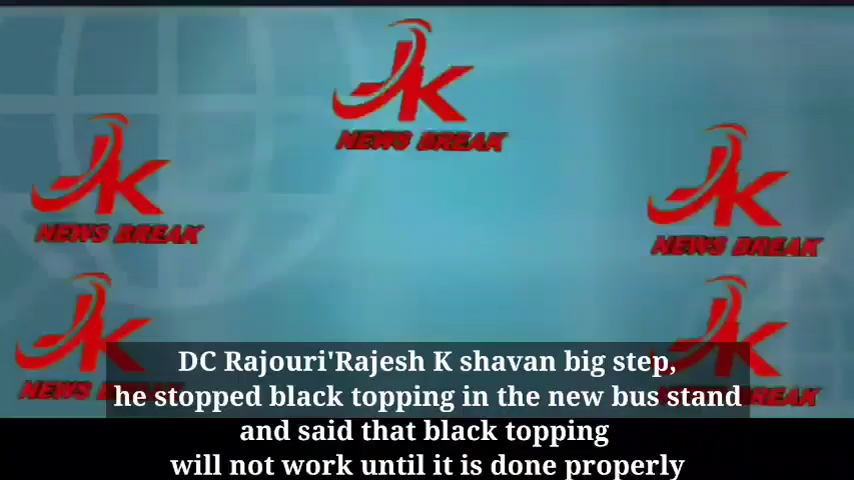 JK
NEWS BREAK
JK
NEWS BREAK
JK
NEWS BREAK
JK
NEWS
JK
BREAK
DC Rajouri'Rajesh K shavan big step,
he stopped black topping in the new bus stand
and said that black topping
will not work until it is done properly